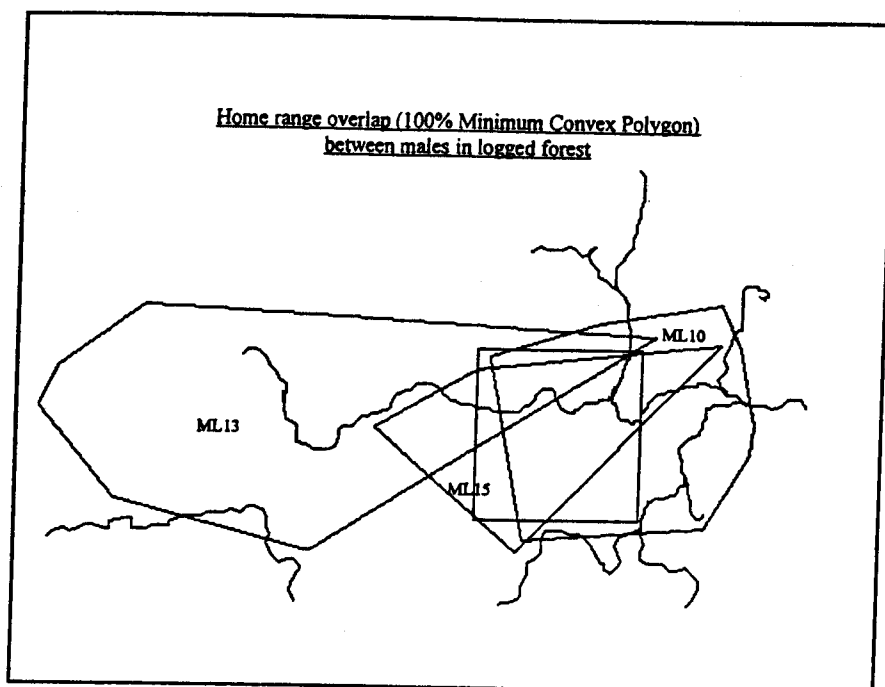 Home range overlap (100% Minimum Convex Polygon)
between males in logged forest
ML10
ML13
ML15